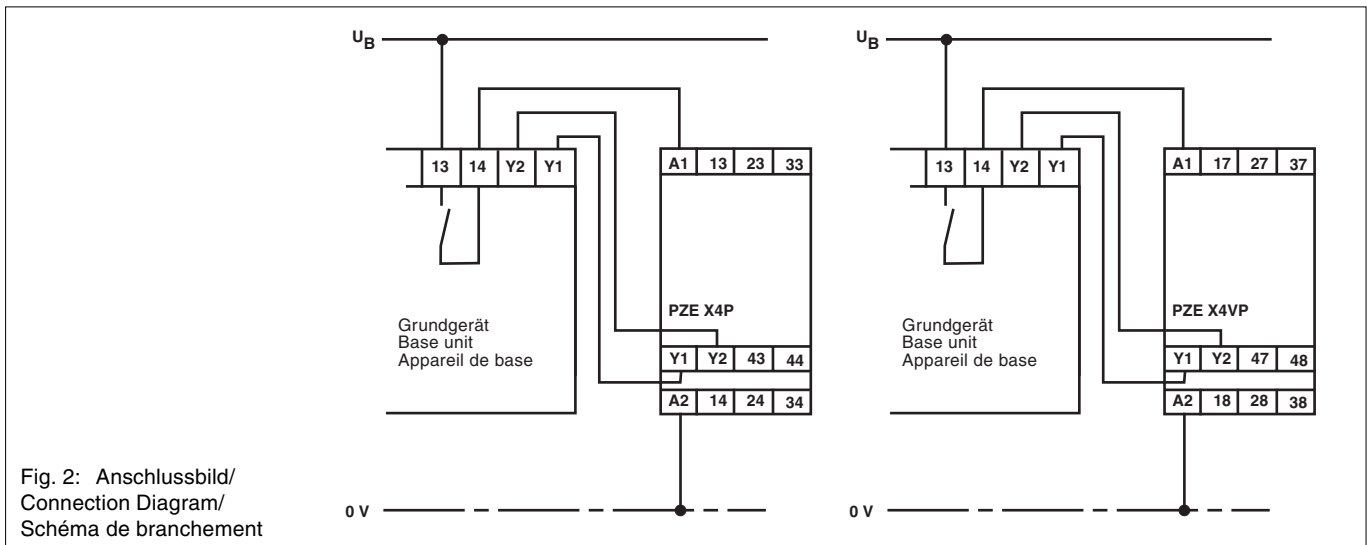 U_B
13 14 Y2 Y1
A1 13 23 33
PZE X4P
Grundgerät
Base unit
Appareil de base
Y1 Y2 43 44
A2 14 24 34
0 V
U_B
13 14 Y2 Y1
A1 17 27 37
PZE X4VP
Grundgerät
Base unit
Appareil de base
Y1 Y2 47 48
A2 18 28 38
0 V
Fig. 2: Anschlussbild/
Connection Diagram/
Schéma de branchement